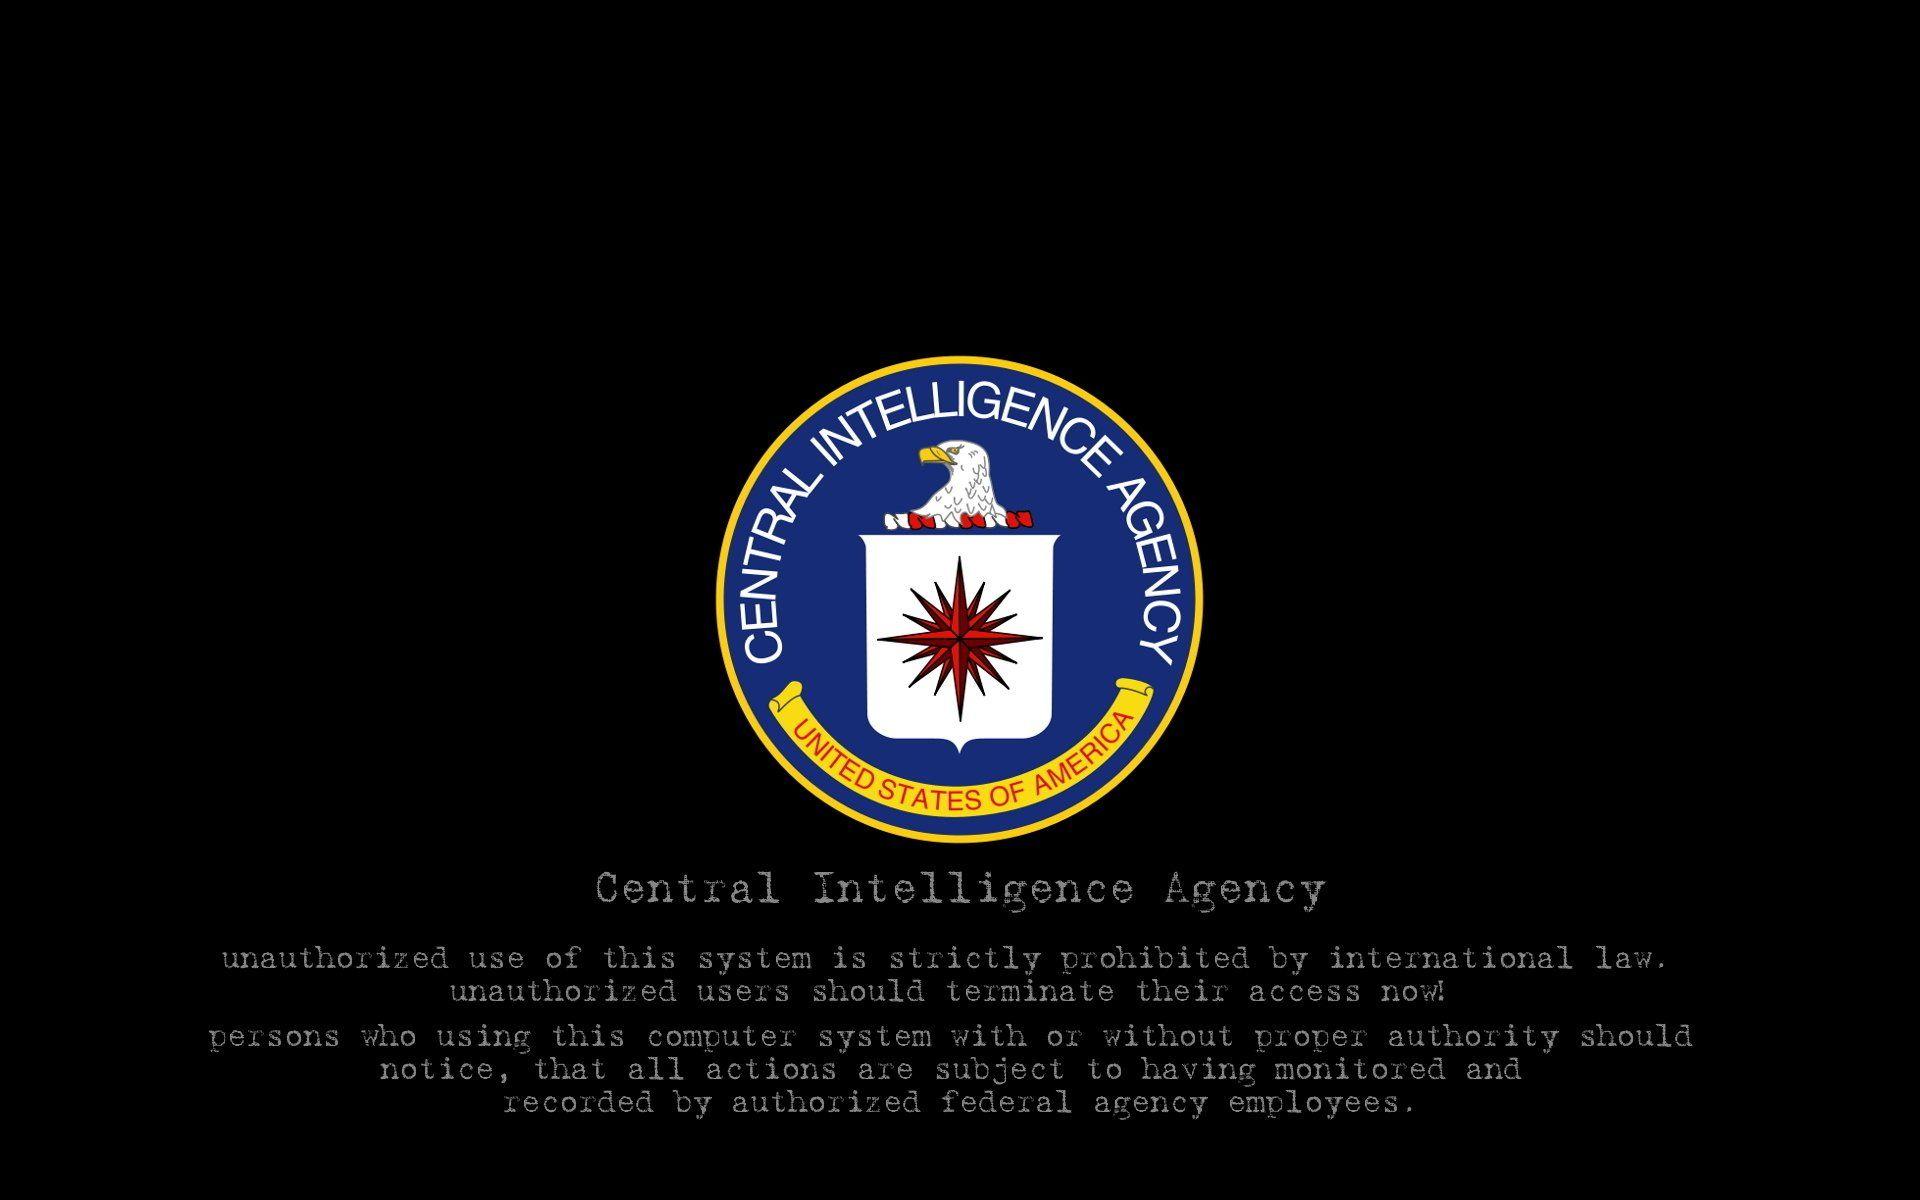 CENTRAL INTELLIGENCE AGENCY
UNITED STATES OF AMERICA
Central Intelligence Agency
unauthorized use of this system is strictly prohibited by international law.
unauthorized users should terminate their access now!
persons who using this computer system with or without proper authority should
notice, that all actions are subject to having monitored and
recorded by authorized federal agency employees.